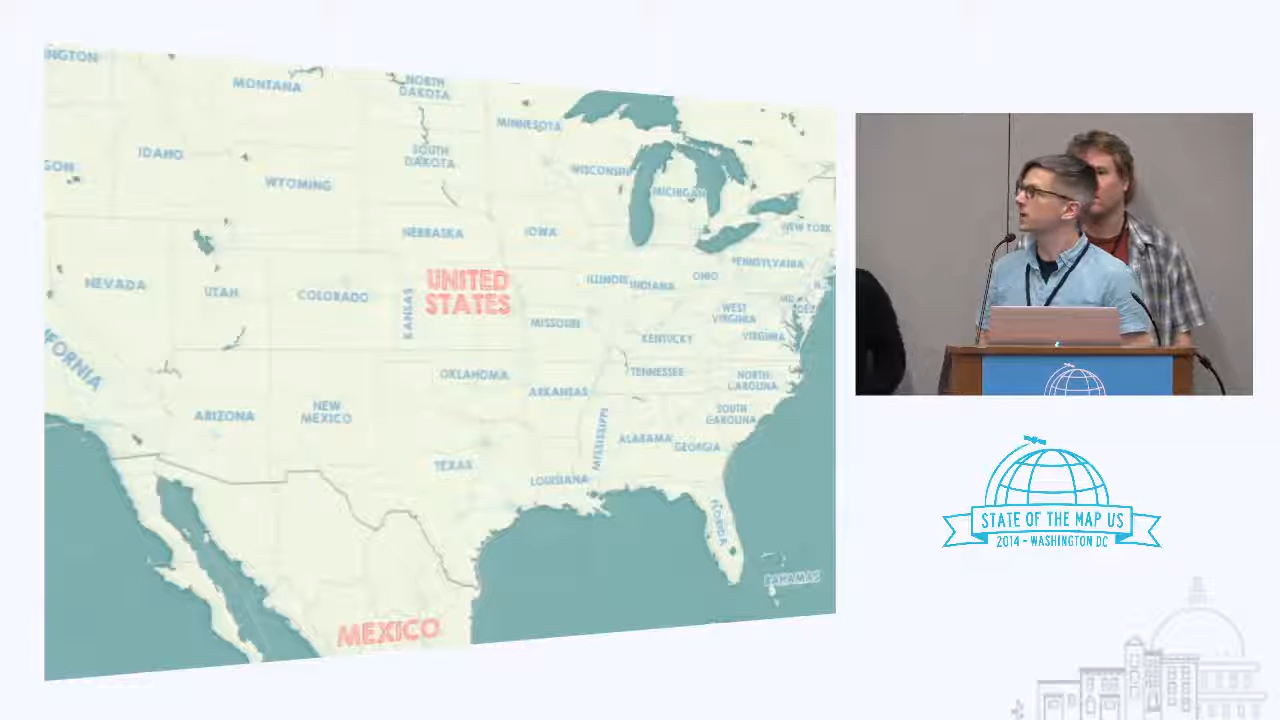 INGTON
MONTANA
NORTH
DAKOTA
MINNESOTA
IDAHO
SOUTH
DAKOTA
WISCONSIN
MICHIGAN
WYOMING
NEW YORK
NEBRASKA
IOWA
PENNSYLVANIA
NEVADA
UTAH
COLORADO
KANSAS
UNITED
STATES
ILLINOIS
INDIANA
OHIO
WEST
VIRGINIA
MISSOURI
KENTUCKY
VIRGINIA
IFORNIA
OKLAHOMA
TENNESSEE
NORTH
CAROLINA
ARKANSAS
ARIZONA
NEW
MEXICO
SOUTH
CAROLINA
MISSISSIPPI
ALABAMA
GEORGIA
TEXAS
LOUISIANA
FLORIDA
BAHAMAS
MEXICO
STATE OF THE MAP US
2014 - WASHINGTON DC